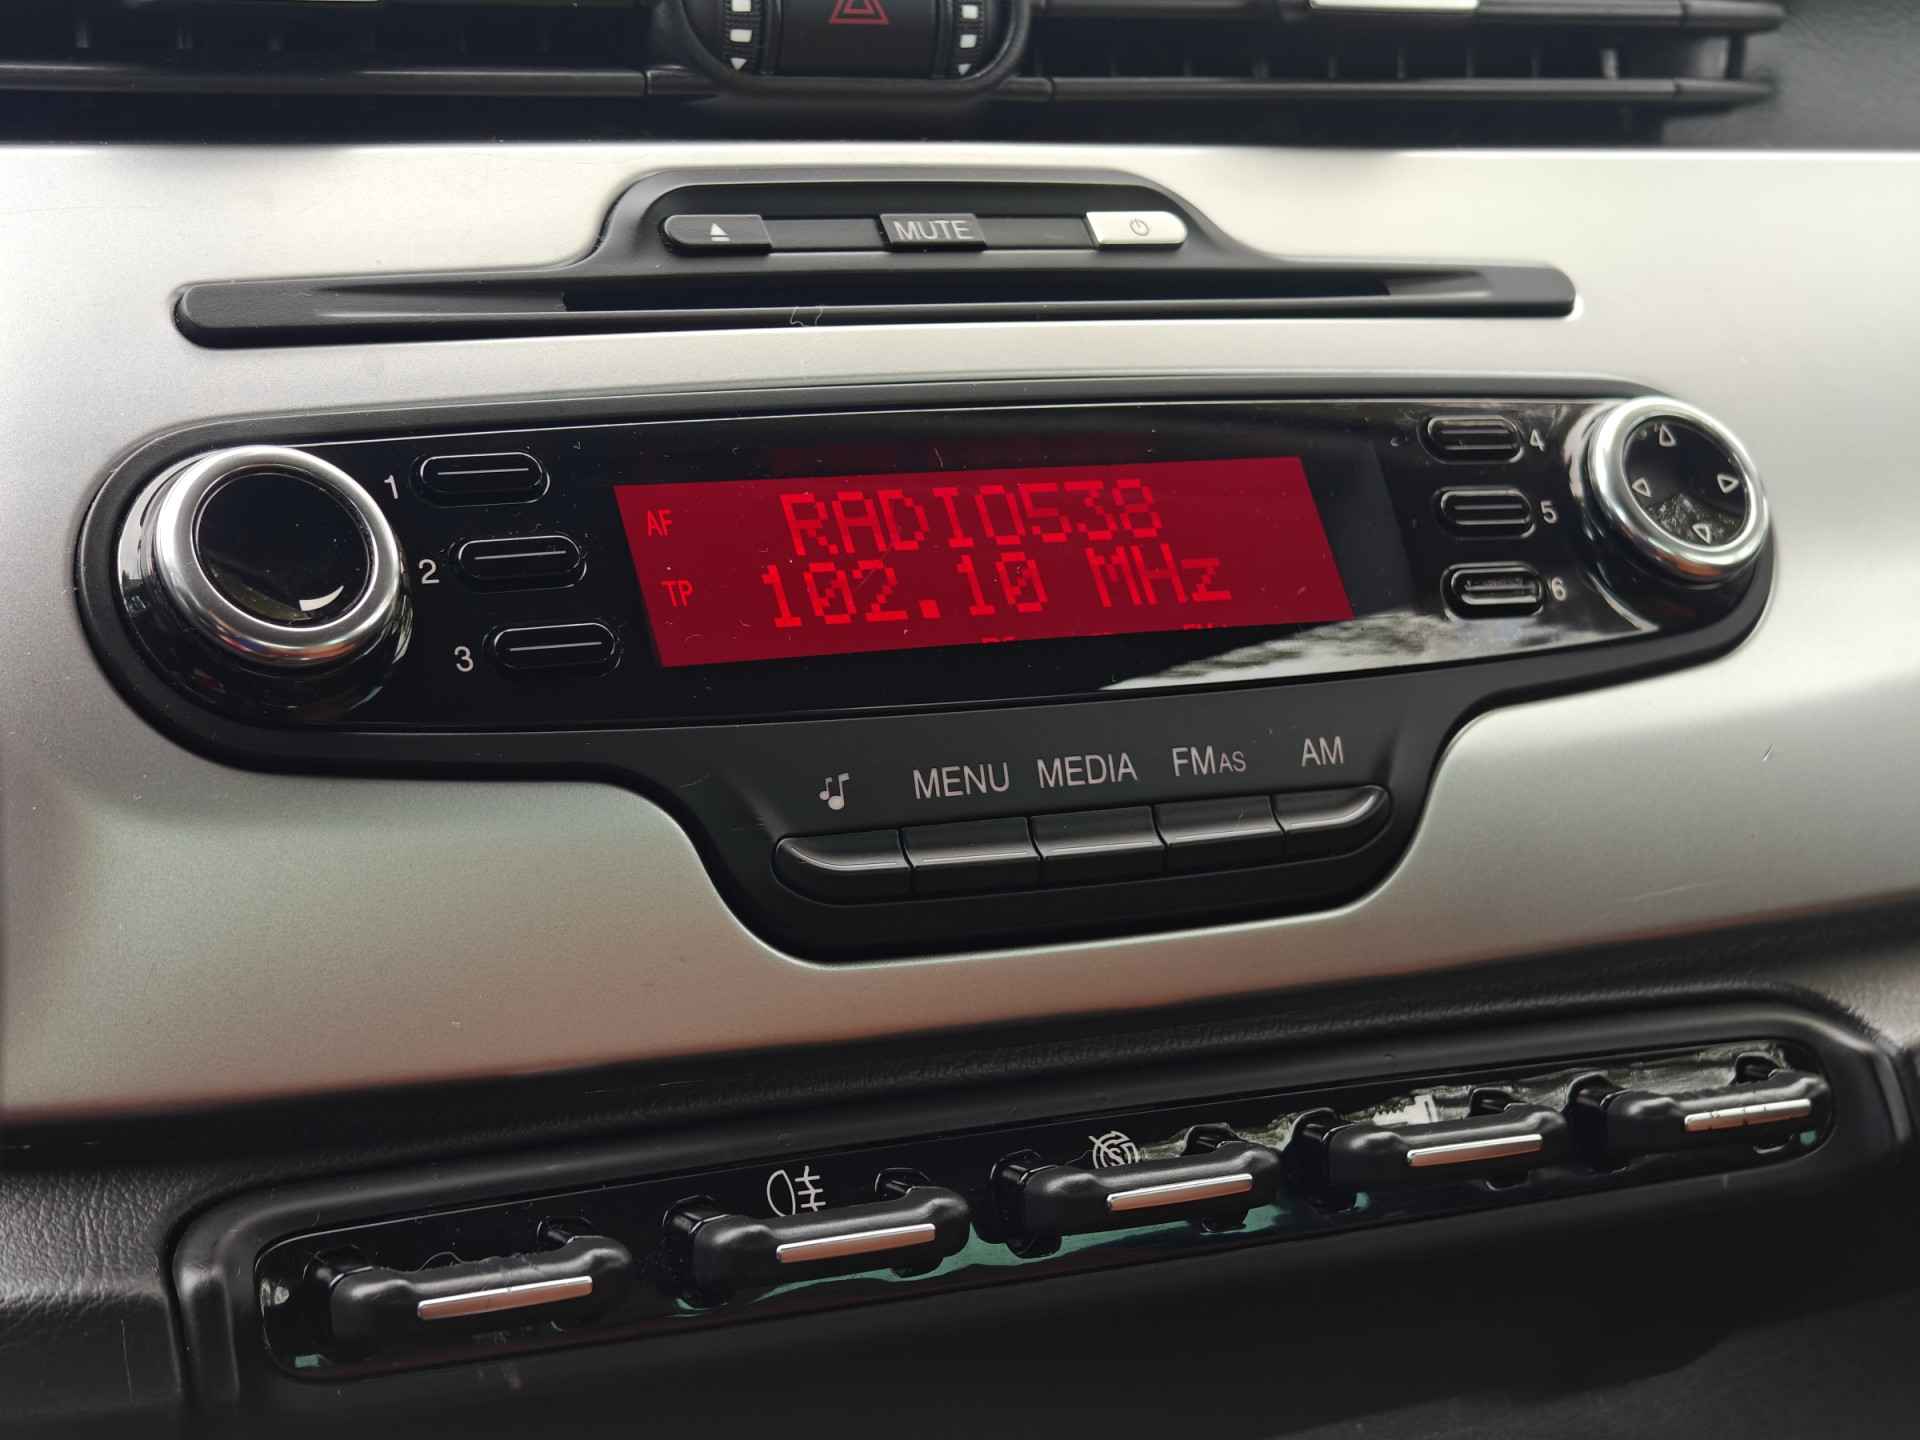 MUTE
1
2
3
AF RADIO538
TP 102.10 MHz
4
5
6
MENU MEDIA FMAS AM